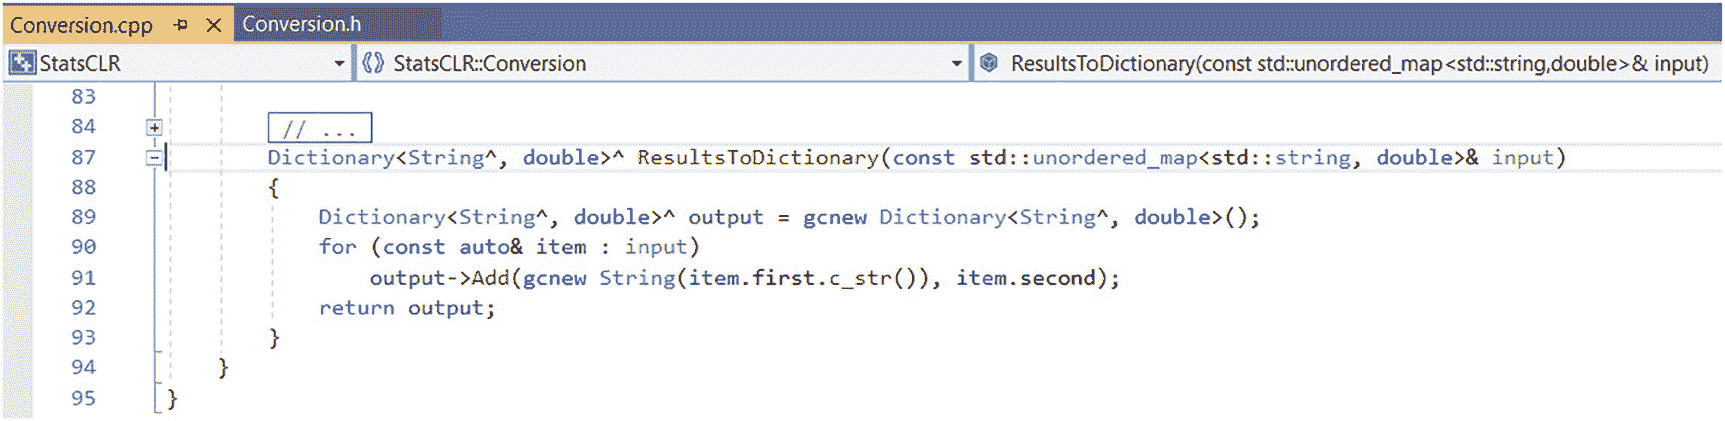 Conversion.cpp Conversion.h
StatsCLR StatsCLR::Conversion ResultsToDictionary(const std::unordered_map<std::string,double>& input)
83
84 // ...
87 Dictionary<String^, double>^ ResultsToDictionary(const std::unordered_map<std::string, double>& input)
88 {
89 Dictionary<String^, double>^ output = gcnew Dictionary<String^, double>();
90 for (const auto& item : input)
91 output->Add(gcnew String(item.first.c_str()), item.second);
92 return output;
93 }
94 }
95 }